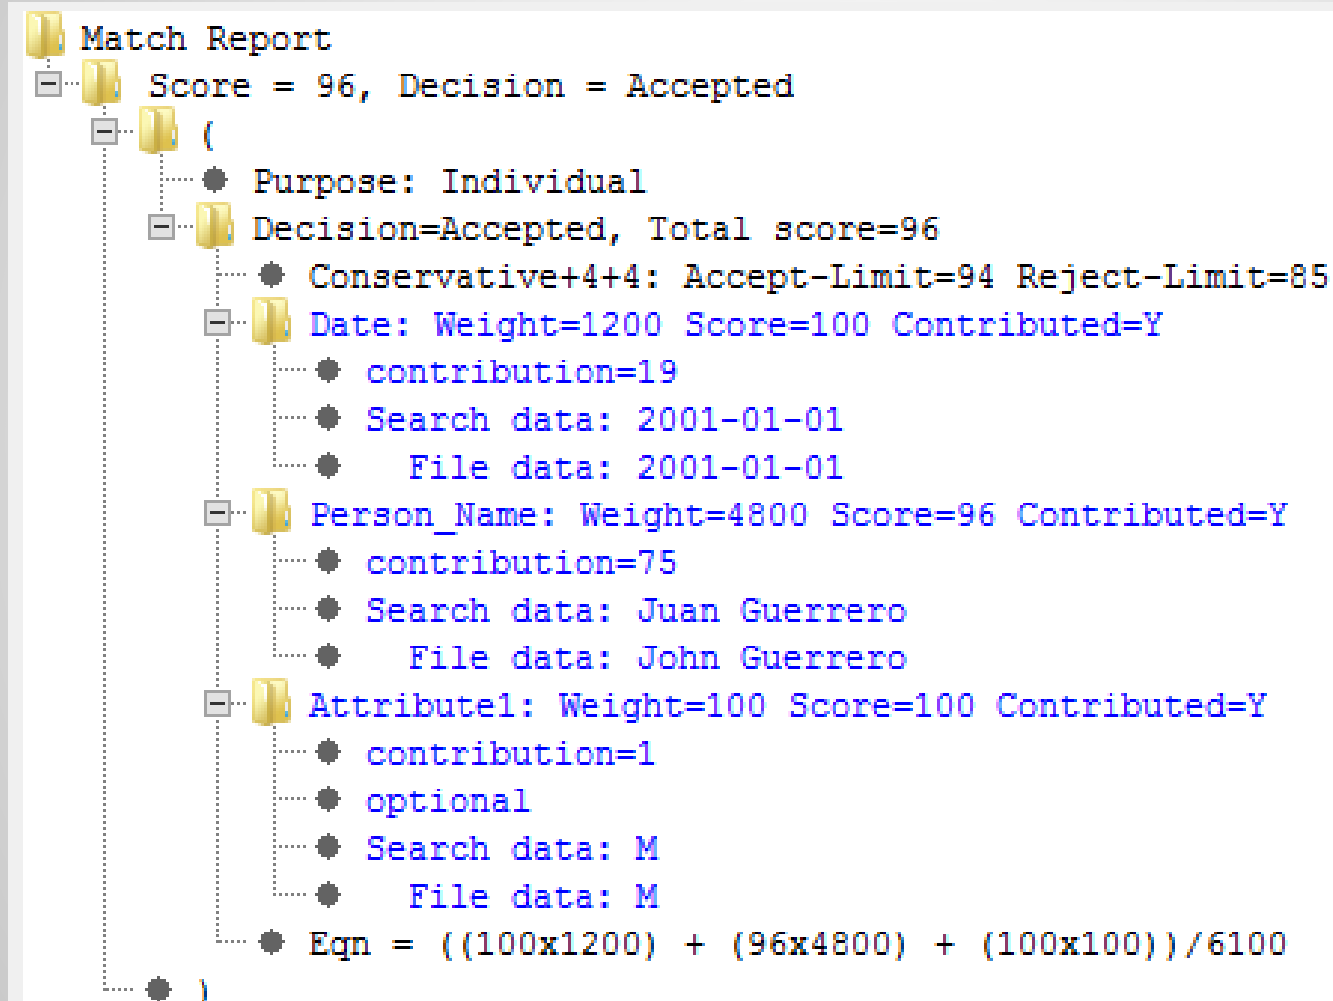 Match Report
Score = 96, Decision = Accepted
(
Purpose: Individual
Decision=Accepted, Total score=96
Conservative+4+4: Accept-Limit=94 Reject-Limit=85
Date: Weight=1200 Score=100 Contributed=Y
contribution=19
Search data: 2001-01-01
File data: 2001-01-01
Person_Name: Weight=4800 Score=96 Contributed=Y
contribution=75
Search data: Juan Guerrero
File data: John Guerrero
Attribute1: Weight=100 Score=100 Contributed=Y
contribution=1
optional
Search data: M
File data: M
Eqn = ((100x1200) + (96x4800) + (100x100))/6100
)